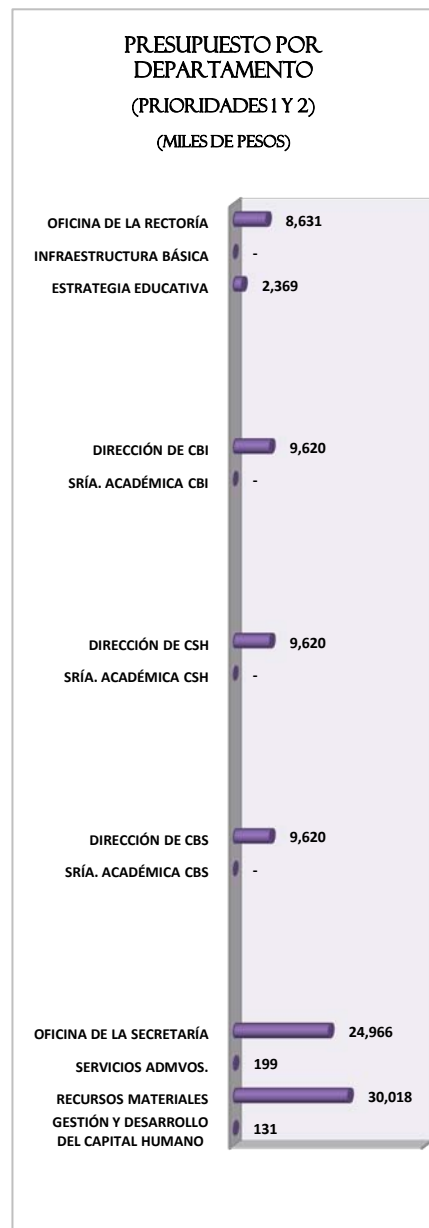 PRESUPUESTO POR
DEPARTAMENTO
(PRIORIDADES 1 Y 2)
(MILES DE PESOS)
OFICINA DE LA RECTORÍA 8,631
INFRAESTRUCTURA BÁSICA -
ESTRATEGIA EDUCATIVA 2,369
DIRECCIÓN DE CBI 9,620
SRÍA. ACADÉMICA CBI -
DIRECCIÓN DE CSH 9,620
SRÍA. ACADÉMICA CSH -
DIRECCIÓN DE CBS 9,620
SRÍA. ACADÉMICA CBS -
OFICINA DE LA SECRETARÍA 24,966
SERVICIOS ADMVOS. 199
RECURSOS MATERIALES 30,018
GESTIÓN Y DESARROLLO
DEL CAPITAL HUMANO 131